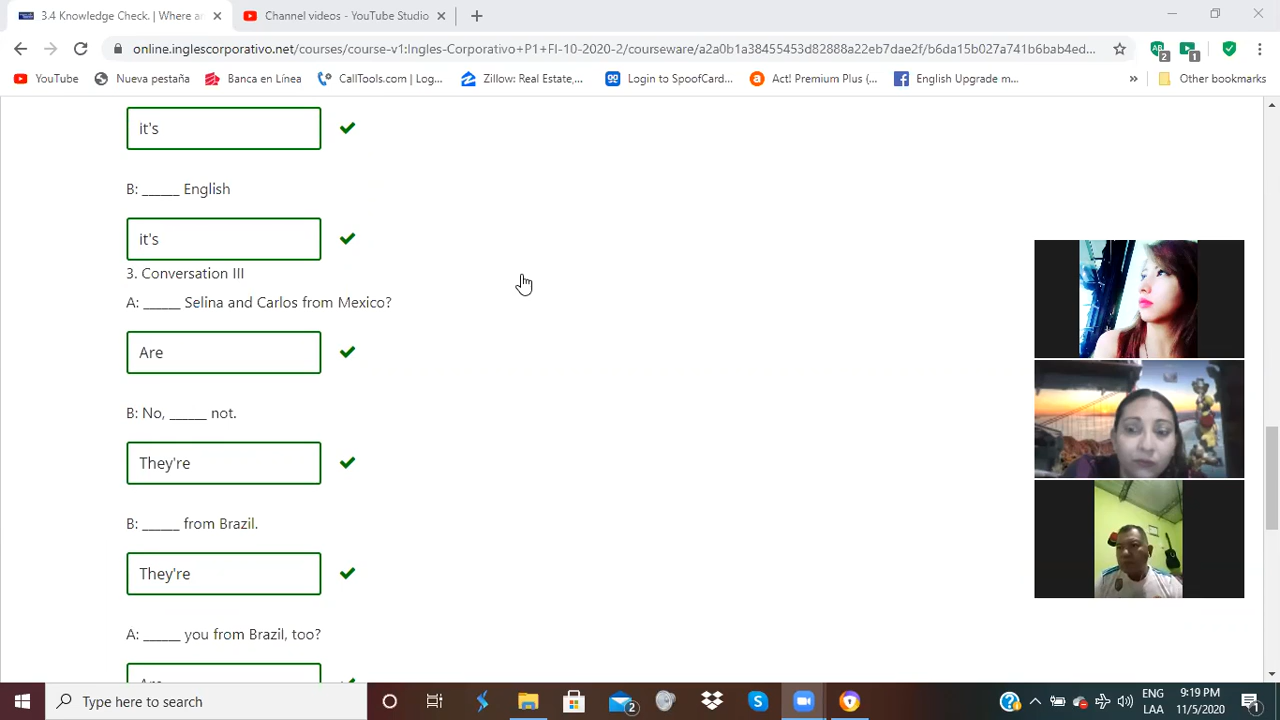 3.4 Knowledge Check. | Where a
Channel videos - YouTube Studio
online.inglescorporativo.net/courses/course-v1:Ingles-Corporativo+P1+FI-10-2020-2/courseware/a2a0b1a38455453d82888a22eb7dae2f/b6da15b027a741b6bab4ed...
YouTube
Nueva pestaña
Banca en Línea
CallTools.com | Log...
Zillow: Real Estate,...
Login to SpoofCard...
Act! Premium Plus (...
English Upgrade m...
»
Other bookmarks
it's
B: _____ English
it's
3. Conversation III
A: _____ Selina and Carlos from Mexico?
Are
B: No, _____ not.
They're
B: _____ from Brazil.
They're
A: _____ you from Brazil, too?
Are
Type here to search
ENG
LAA
9:19 PM
11/5/2020